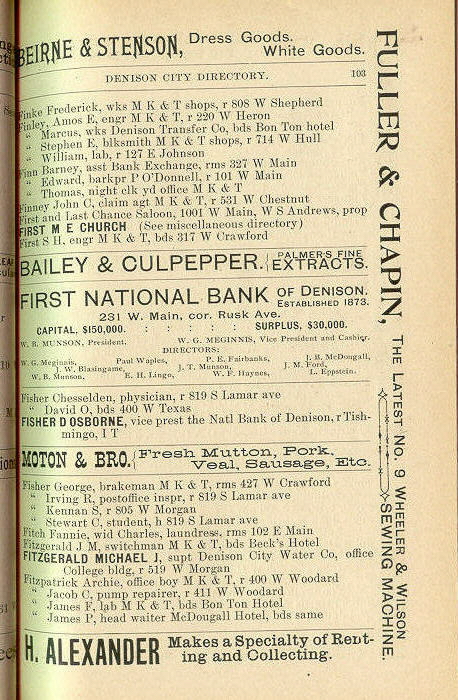 BEIRNE & STENSON, Dress Goods. White Goods.
DENISON CITY DIRECTORY. 103
Finke Frederick, wks M K & T shops, r 808 W Shepherd
Finley, Amos E, engr M K & T, r 220 W Heron
" Marcus, wks Denison Transfer Co, bds Bon Ton hotel
" Stephen E, blksmith M K & T shops, r 714 W Hull
" William, lab, r 127 E Johnson
Finn Barney, asst Bank Exchange, rms 327 W Main
" Edward, barkpr P O'Donnell, r 101 W Main
" Thomas, night clk yd office M K & T
Finney John C, claim agt M K & T, r 531 W Chestnut
First and Last Chance Saloon, 1001 W Main, W S Andrews, prop
FIRST M E CHURCH (See miscellaneous directory)
First S H, engr M K & T, bds 317 W Crawford
BAILEY & CULPEPPER. { PALMER'S FINE EXTRACTS.
FIRST NATIONAL BANK OF DENISON.
ESTABLISHED 1873.
231 W. Main, cor. Rusk Ave.
CAPITAL, $150,000. : : : : SURPLUS, $30,000.
W. B. MUNSON, President. W. G. MEGINNIS, Vice President and Cashier.
DIRECTORS:
W. G. Meginnis, Paul Waples, P. E. Fairbanks, J. B. McDougall,
J. W. Blasingame, J. T. Munson, J. M. Ford,
W. B. Munson, E. H. Lingo, W. F. Haynes, L. Eppstein.
Fisher Chesselden, physician, r 819 S Lamar ave
" David O, bds 400 W Texas
FISHER D OSBORNE, vice prest the Natl Bank of Denison, r Tish-
mingo, I T
MOTON & BRO. { Fresh Mutton, Pork, Veal, Sausage, Etc.
Fisher George, brakeman M K & T, rms 427 W Crawford
" Irving R, postoffice inspr, r 819 S Lamar ave
" Kennan S, r 805 W Morgan
" Stewart C, student, h 819 S Lamar ave
Fitch Fannie, wid Charles, laundress, rms 102 E Main
Fitzgerald J M, switchman M K & T, bds Beck's Hotel
FITZGERALD MICHAEL J, supt Denison City Water Co, office
College bldg, r 519 W Morgan
Fitzpatrick Archie, office boy M K & T, r 400 W Woodard
" Jacob C, pump repairer, r 411 W Woodard
" James F, lab M K & T, bds Bon Ton Hotel
" James P, head waiter McDougall Hotel, bds same
H. ALEXANDER Makes a Specialty of Rent-
ing and Collecting.
FULLER & CHAPIN, THE LATEST NO. 9 WHEELER & WILSON
SEWING MACHINE.